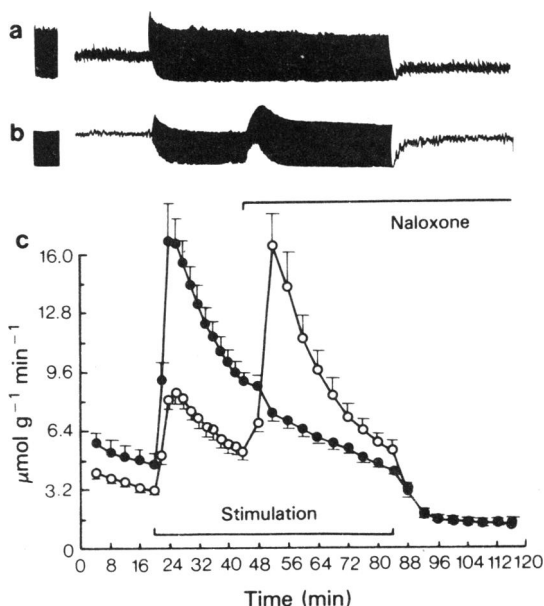 a
b
Naloxone
c
16.0
12.8
9.6
6.4
3.2
0
μmol g⁻¹ min⁻¹
Stimulation
0 8 16 24 32 40 48 56 64 72 80 88 96 104 112 120
Time (min)